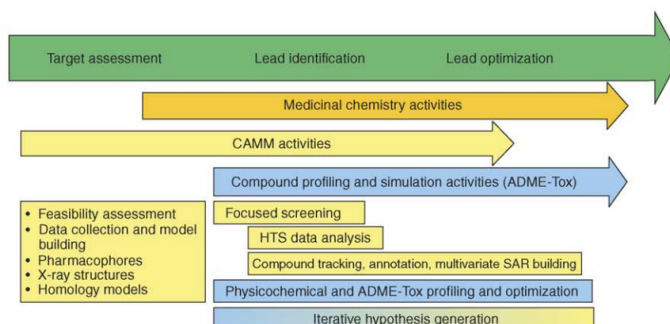 Target assessment Lead identification Lead optimization
Medicinal chemistry activities
CAMM activities
Compound profiling and simulation activities (ADME-Tox)
• Feasibility assessment
• Data collection and model
building
• Pharmacophores
• X-ray structures
• Homology models
Focused screening
HTS data analysis
Compound tracking, annotation, multivariate SAR building
Physicochemical and ADME-Tox profiling and optimization
Iterative hypothesis generation